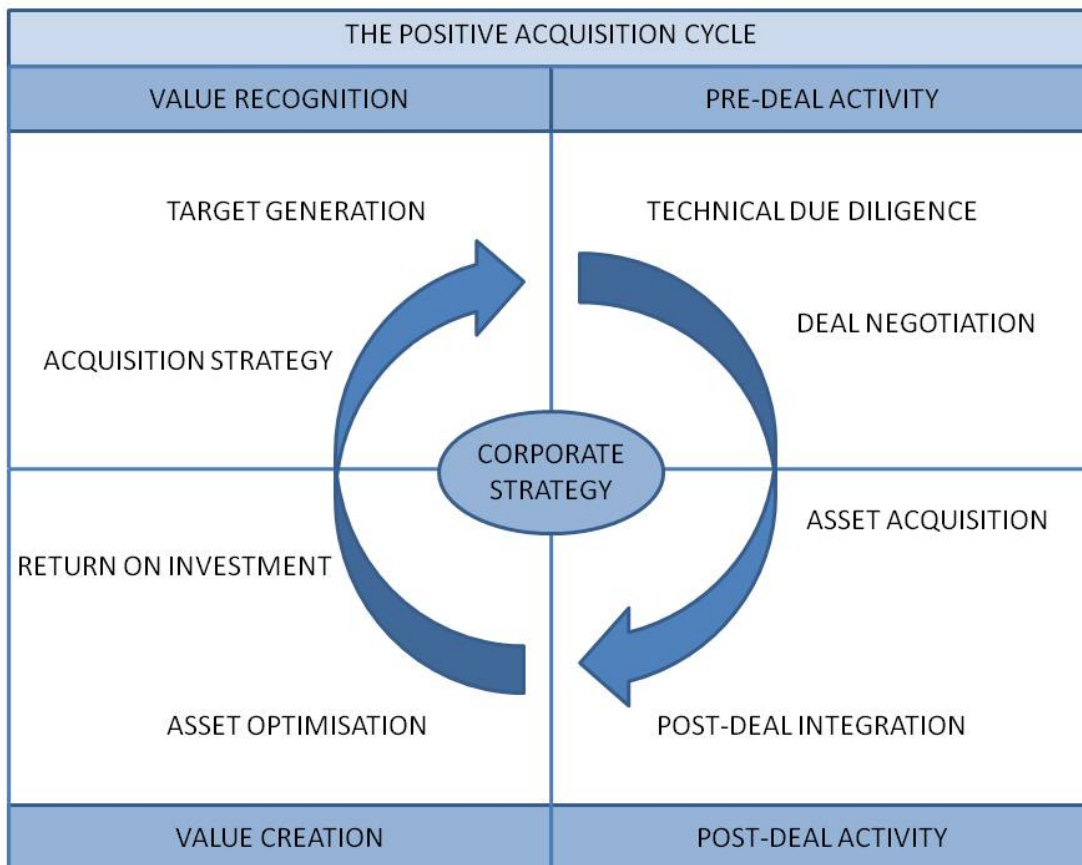 THE POSITIVE ACQUISITION CYCLE
VALUE RECOGNITION
PRE-DEAL ACTIVITY
TARGET GENERATION
TECHNICAL DUE DILIGENCE
DEAL NEGOTIATION
ACQUISITION STRATEGY
CORPORATE
STRATEGY
ASSET ACQUISITION
RETURN ON INVESTMENT
ASSET OPTIMISATION
POST-DEAL INTEGRATION
VALUE CREATION
POST-DEAL ACTIVITY